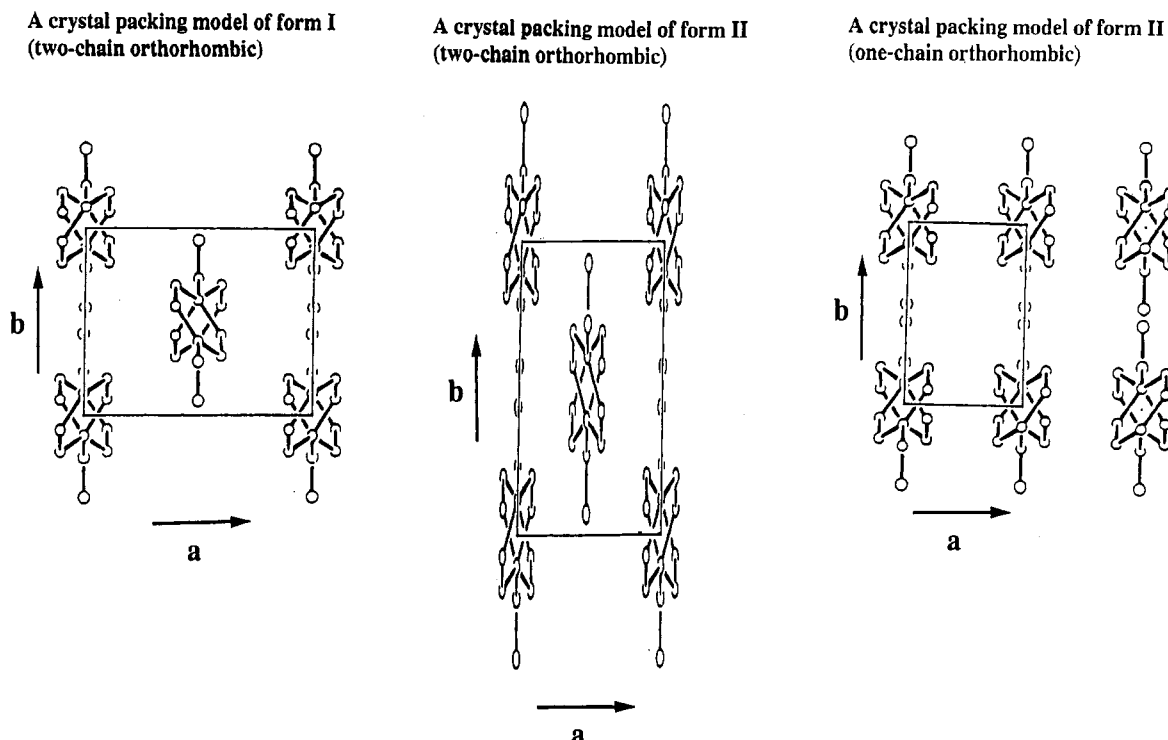 A crystal packing model of form I
(two-chain orthorhombic)
A crystal packing model of form II
(two-chain orthorhombic)
A crystal packing model of form II
(one-chain orthorhombic)
b
a
b
a
b
a